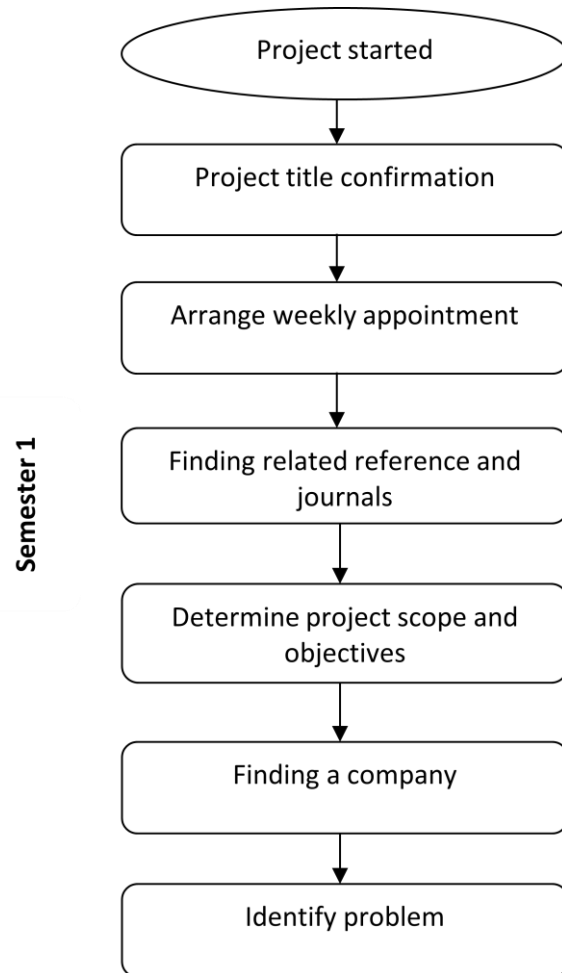 Project started
Project title confirmation
Arrange weekly appointment
Semester 1
Finding related reference and
journals
Determine project scope and
objectives
Finding a company
Identify problem